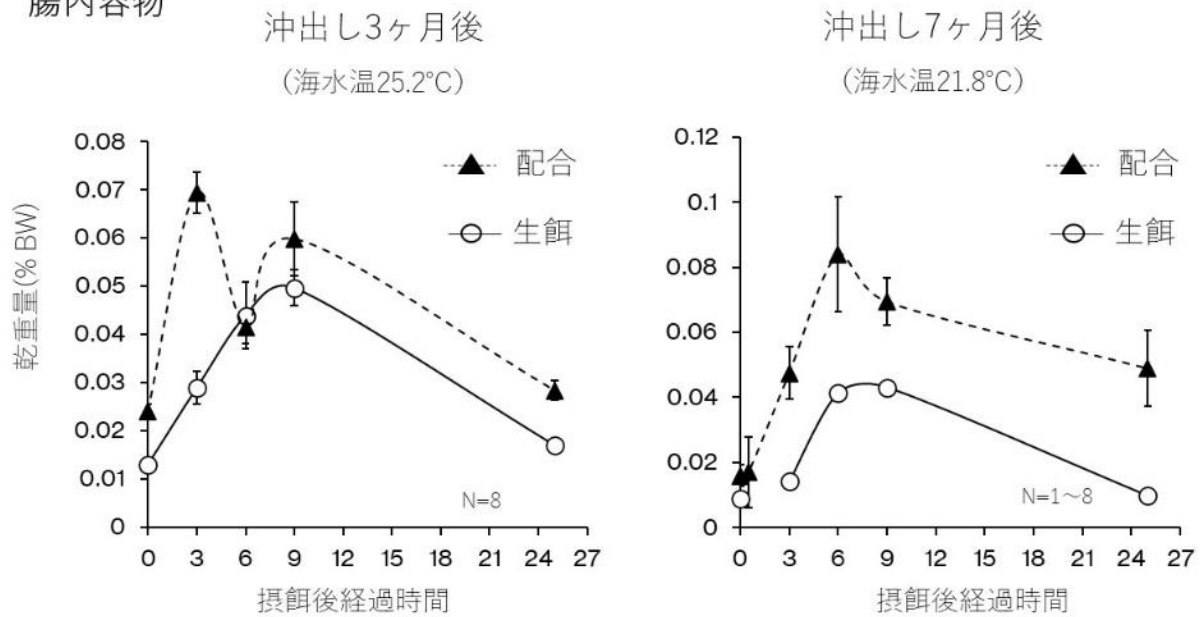 腸内容物
沖出し3ヶ月後
(海水温25.2℃)
乾重量(% BW)
0.08
0.07
0.06
0.05
0.04
0.03
0.02
0.01
0
配合
生餌
N=8
0 3 6 9 12 15 18 21 24 27
摂餌後経過時間
沖出し7ヶ月後
(海水温21.8℃)
0.12
0.1
0.08
0.06
0.04
0.02
0
配合
生餌
N=1~8
0 3 6 9 12 15 18 21 24 27
摂餌後経過時間